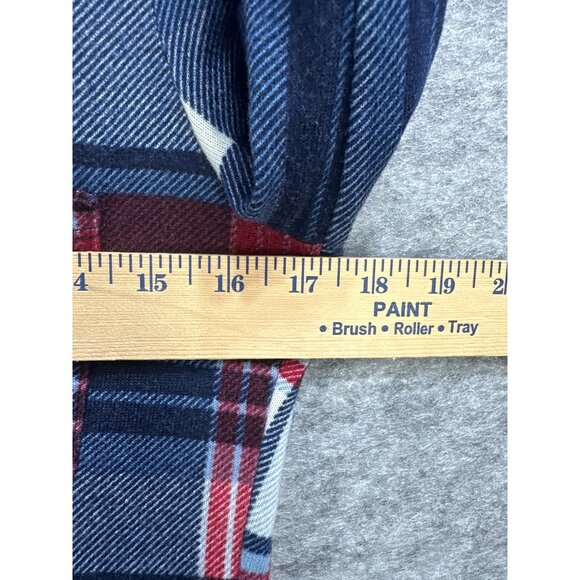 4 15 16 17 18 19 2
PAINT
• Brush • Roller • Tray